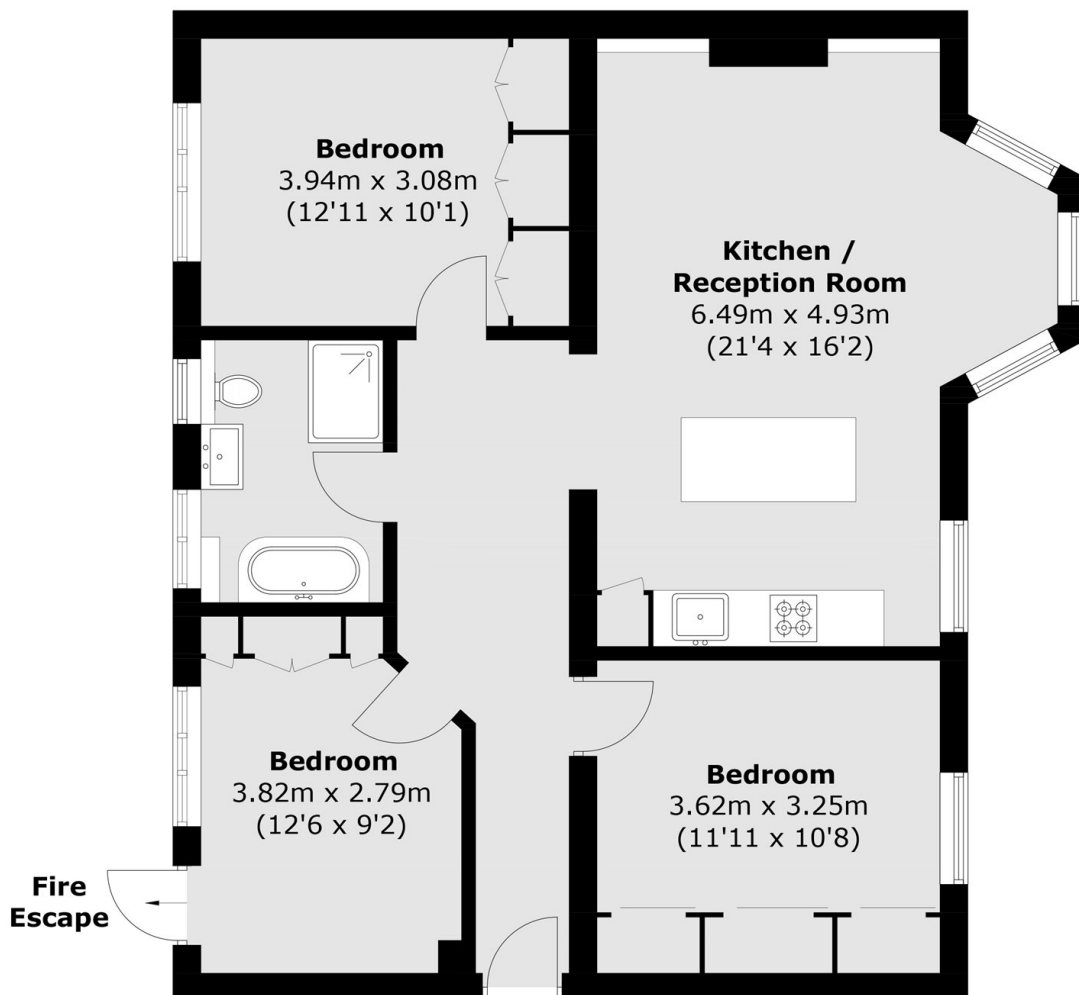 Bedroom
3.94m x 3.08m
(12'11 x 10'1)
Kitchen /
Reception Room
6.49m x 4.93m
(21'4 x 16'2)
Bedroom
3.82m x 2.79m
(12'6 x 9'2)
Bedroom
3.62m x 3.25m
(11'11 x 10'8)
Fire
Escape